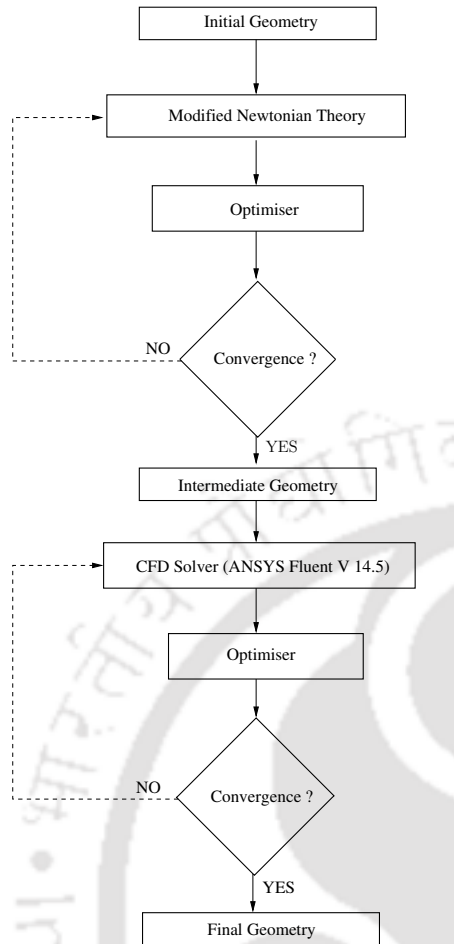 Initial Geometry
Modified Newtonian Theory
Optimiser
Convergence ?
NO
YES
Intermediate Geometry
CFD Solver (ANSYS Fluent V 14.5)
Optimiser
Convergence ?
NO
YES
Final Geometry